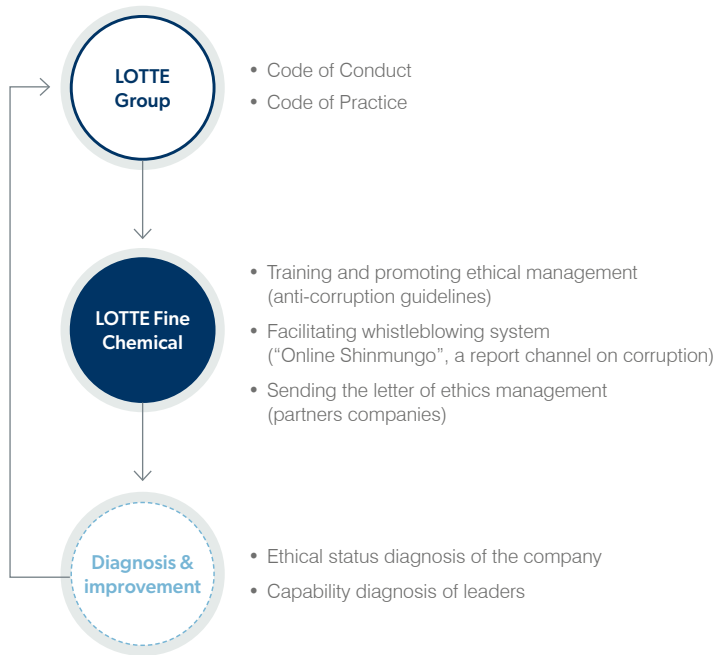 LOTTE
Group
• Code of Conduct
• Code of Practice
LOTTE Fine
Chemical
• Training and promoting ethical management
(anti-corruption guidelines)
• Facilitating whistleblowing system
(“Online Shinmungo”, a report channel on corruption)
• Sending the letter of ethics management
(partners companies)
Diagnosis &
improvement
• Ethical status diagnosis of the company
• Capability diagnosis of leaders